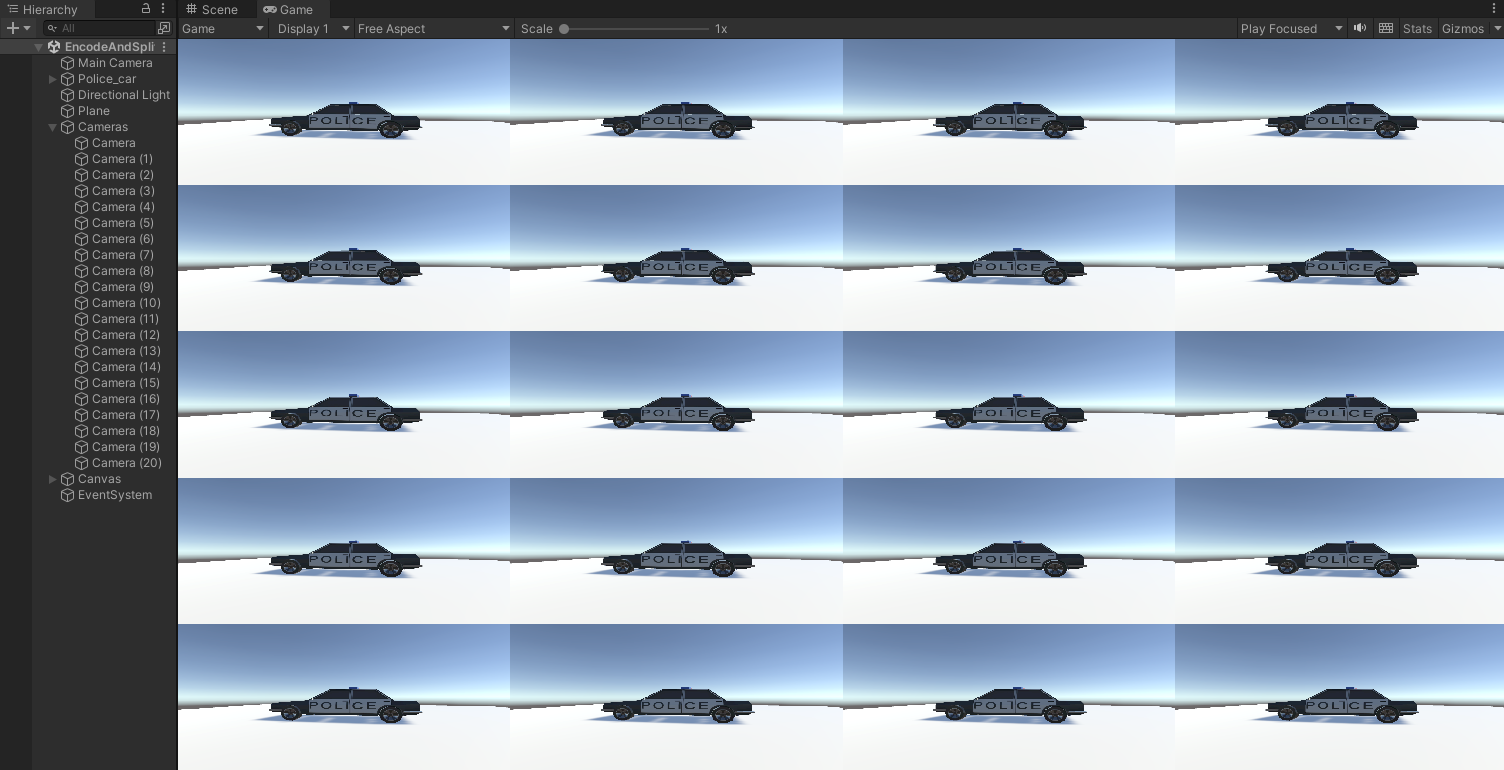 Hierarchy
All
EncodeAndSpli
Main Camera
Police_car
Directional Light
Plane
Cameras
Camera
Camera (1)
Camera (2)
Camera (3)
Camera (4)
Camera (5)
Camera (6)
Camera (7)
Camera (8)
Camera (9)
Camera (10)
Camera (11)
Camera (12)
Camera (13)
Camera (14)
Camera (15)
Camera (16)
Camera (17)
Camera (18)
Camera (19)
Camera (20)
Canvas
EventSystem
Scene Game
Game Display 1 Free Aspect Scale 1x Play Focused Stats Gizmos
POLICE POLICE POLICE POLICE
POLICE POLICE POLICE POLICE
POLICE POLICE POLICE POLICE
POLICE POLICE POLICE POLICE
POLICE POLICE POLICE POLICE